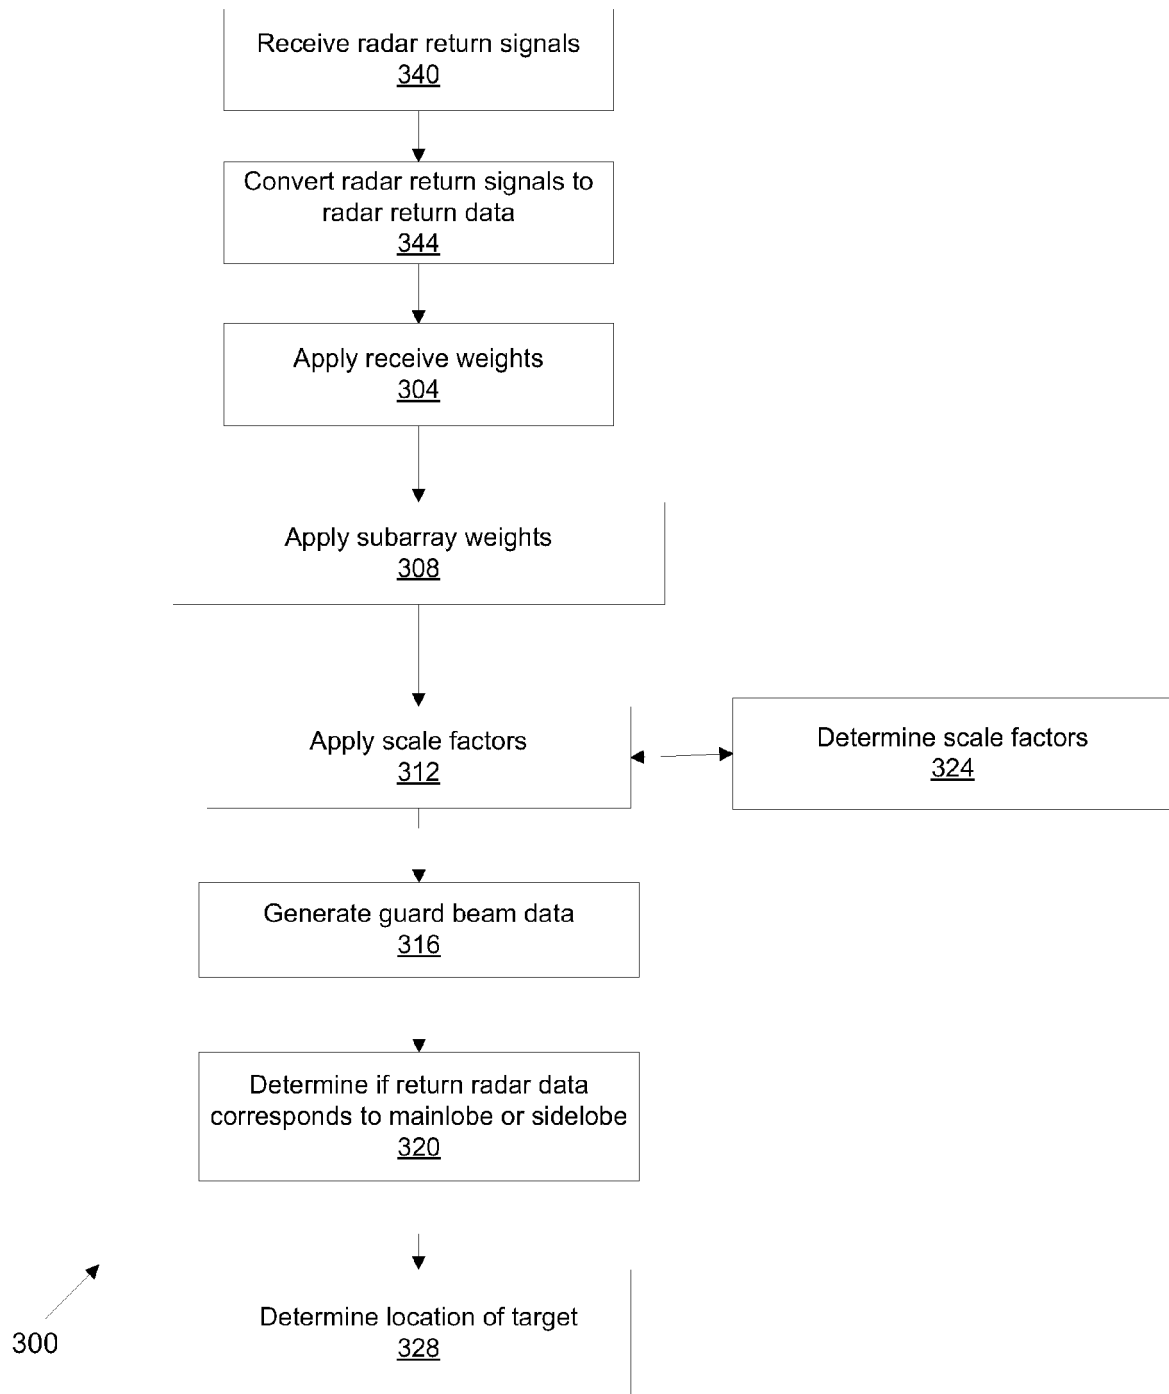 Receive radar return signals
340
Convert radar return signals to
radar return data
344
Apply receive weights
304
Apply subarray weights
308
Apply scale factors
312
Determine scale factors
324
Generate guard beam data
316
Determine if return radar data
corresponds to mainlobe or sidelobe
320
Determine location of target
328
300